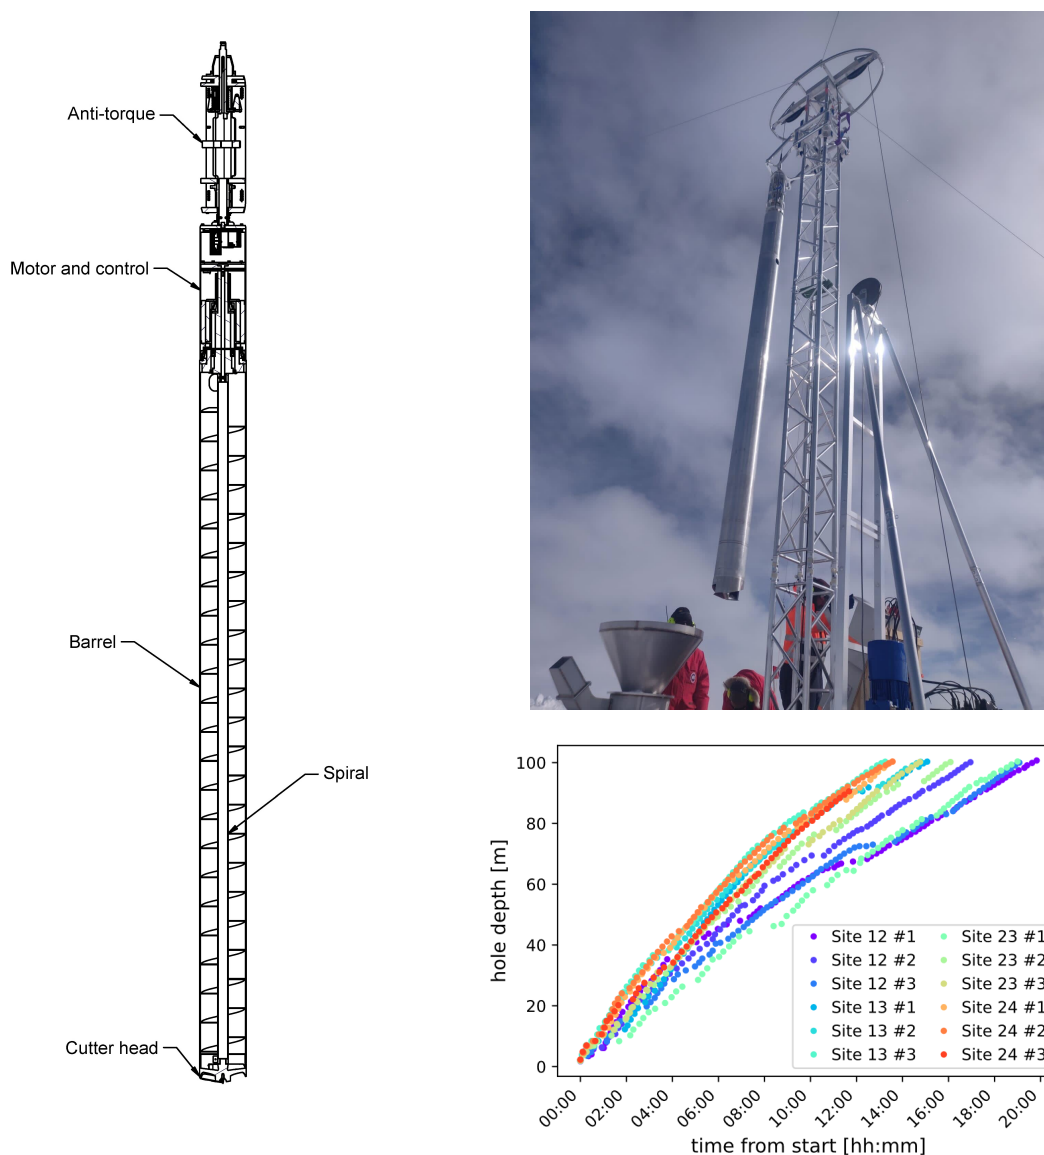 Anti-torque
Motor and control
Barrel
Spiral
Cutter head
hole depth [m]
100
80
60
40
20
0
Site 12 #1
Site 12 #2
Site 12 #3
Site 13 #1
Site 13 #2
Site 13 #3
Site 23 #1
Site 23 #2
Site 23 #3
Site 24 #1
Site 24 #2
Site 24 #3
00:00
02:00
04:00
06:00
08:00
10:00
12:00
14:00
16:00
18:00
20:00
time from start [hh:mm]